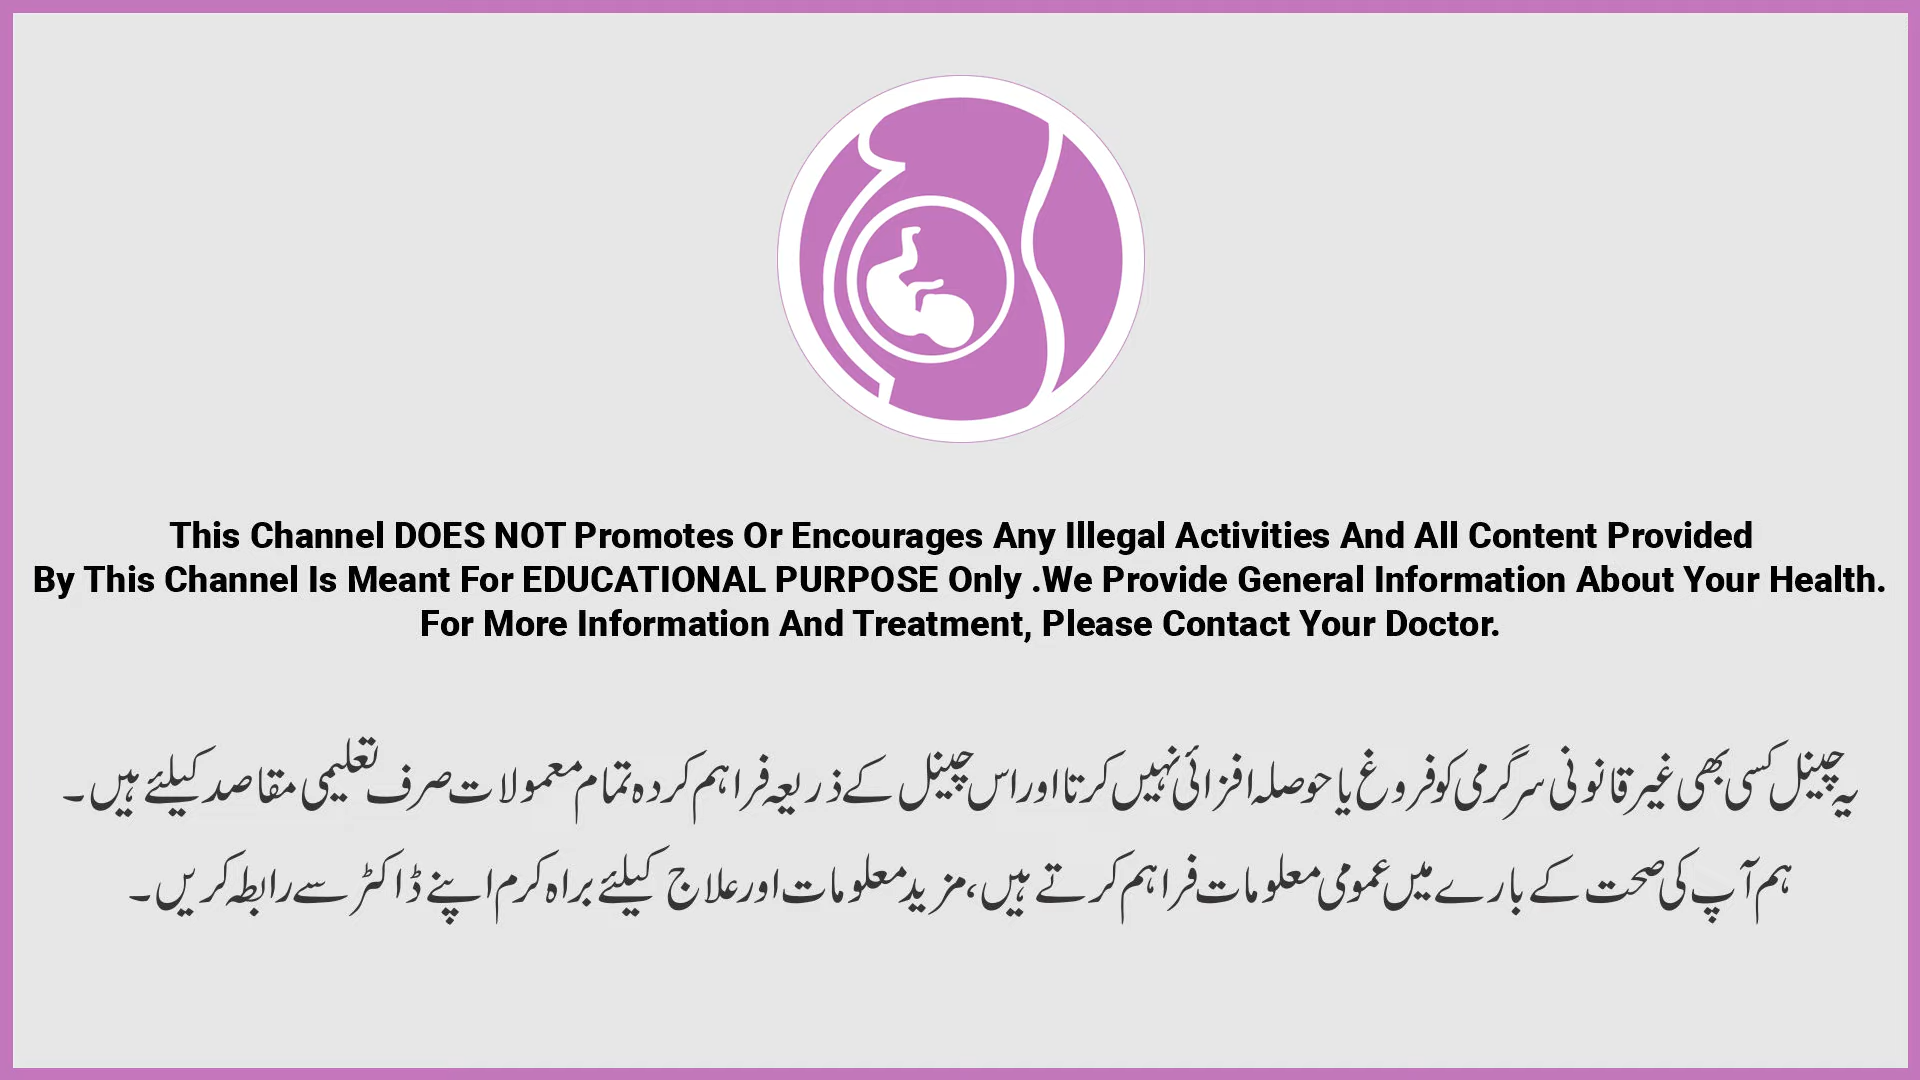 This Channel DOES NOT Promotes Or Encourages Any Illegal Activities And All Content Provided
By This Channel Is Meant For EDUCATIONAL PURPOSE Only .We Provide General Information About Your Health.
For More Information And Treatment, Please Contact Your Doctor.
یہ چینل کسی بھی غیر قانونی سرگرمی کو فروغ یا حوصلہ افزائی نہیں کرتا اور اس چینل کے ذریعہ فراہم کردہ تمام معمولات صرف تعلیمی مقاصد کیلئے ہیں۔
ہم آپ کی صحت کے بارے میں عمومی معلومات فراہم کرتے ہیں، مزید معلومات اور علاج کیلئے براہ کرم اپنے ڈاکٹر سے رابطہ کریں۔